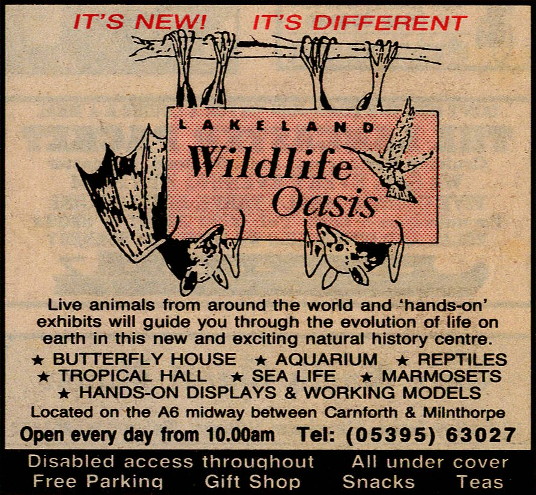 IT'S NEW! IT'S DIFFERENT
LAKELAND
Wildlife
Oasis
Live animals from around the world and 'hands-on'
exhibits will guide you through the evolution of life on
earth in this new and exciting natural history centre.
★ BUTTERFLY HOUSE ★ AQUARIUM ★ REPTILES
★ TROPICAL HALL ★ SEA LIFE ★ MARMOSETS
★ HANDS-ON DISPLAYS & WORKING MODELS
Located on the A6 midway between Carnforth & Milnthorpe
Open every day from 10.00am Tel: (05395) 63027
Disabled access throughout All under cover
Free Parking Gift Shop Snacks Teas